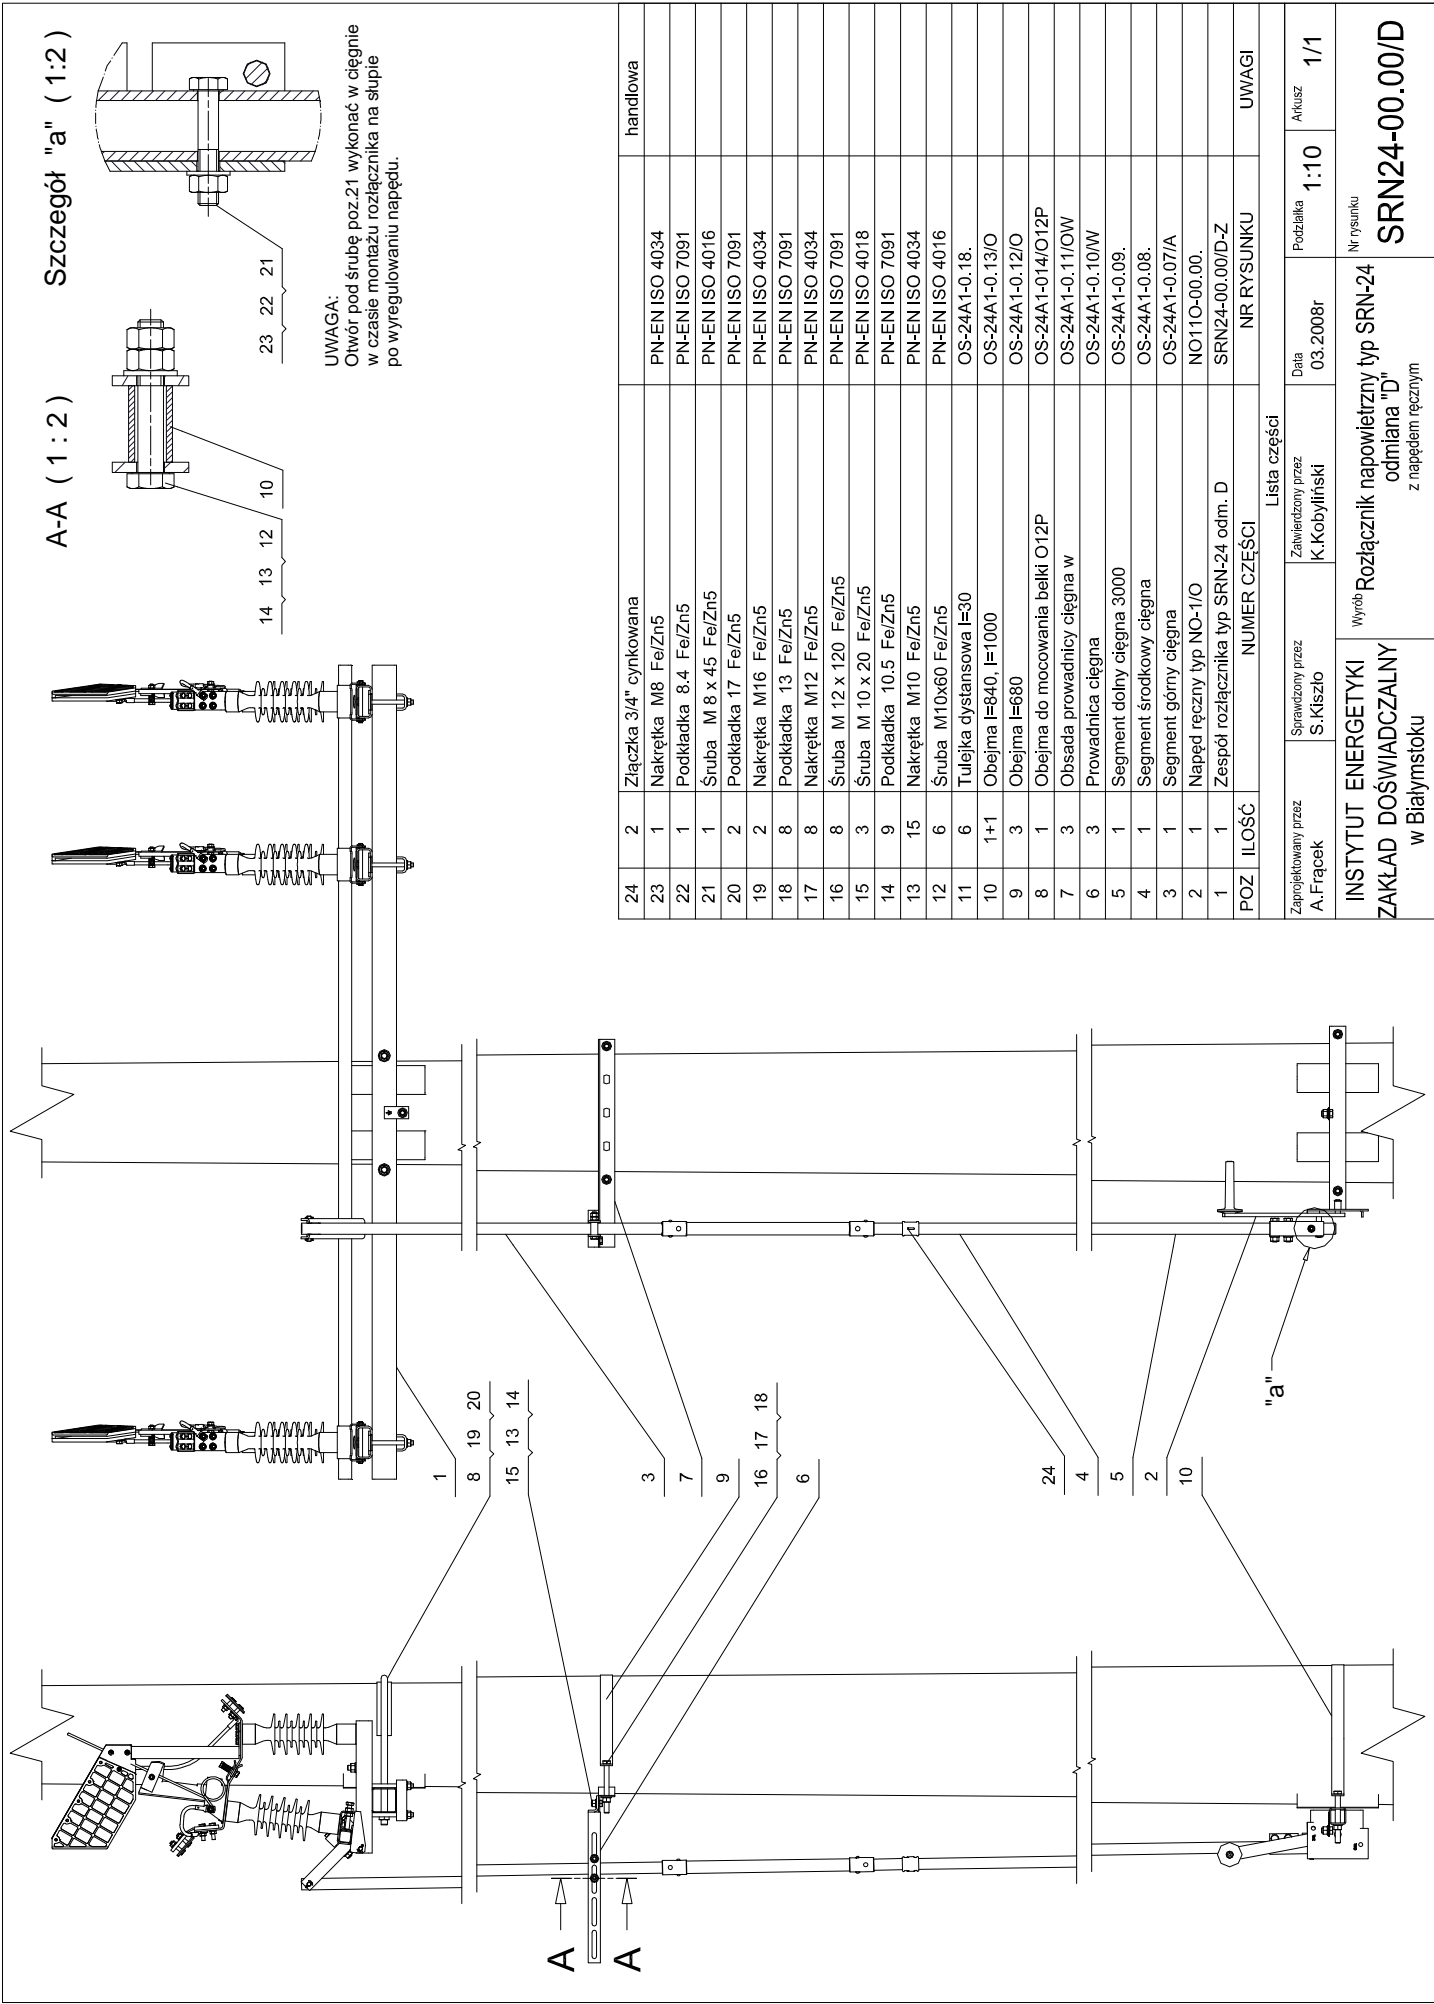 A-A ( 1 : 2 )
14 13 12 10
Szczegół "a" ( 1:2 )
23 22 21
UWAGA:
Otwór pod śrubę poz.21 wykonać w cięgnie
w czasie montażu rozłącznika na słupie
po wyregulowaniu napędu.
A
A
1
8 19 20
15 13 14
3
7
9
16 17 18
6
24
4
5
2
10
"a"
24 2 Złączka 3/4" cynkowana handlowa
23 1 Nakrętka M8 Fe/Zn5 PN-EN ISO 4034
22 1 Podkładka 8.4 Fe/Zn5 PN-EN ISO 7091
21 1 Śruba M 8 x 45 Fe/Zn5 PN-EN ISO 4016
20 2 Podkładka 17 Fe/Zn5 PN-EN ISO 7091
19 2 Nakrętka M16 Fe/Zn5 PN-EN ISO 4034
18 8 Podkładka 13 Fe/Zn5 PN-EN ISO 7091
17 8 Nakrętka M12 Fe/Zn5 PN-EN ISO 4034
16 8 Śruba M 12 x 120 Fe/Zn5 PN-EN ISO 7091
15 3 Śruba M 10 x 20 Fe/Zn5 PN-EN ISO 4018
14 9 Podkładka 10.5 Fe/Zn5 PN-EN ISO 7091
13 15 Nakrętka M10 Fe/Zn5 PN-EN ISO 4034
12 6 Śruba M10x60 Fe/Zn5 PN-EN ISO 4016
11 6 Tulejka dystansowa l=30 OS-24A1-0.18.
10 1+1 Obejma l=840, l=1000 OS-24A1-0.13/O
9 3 Obejma l=680 OS-24A1-0.12/O
8 1 Obejma do mocowania belki O12P OS-24A1-014/O12P
7 3 Obsada prowadnicy cięgna w OS-24A1-0.11/OW
6 3 Prowadnica cięgna OS-24A1-0.10/W
5 1 Segment dolny cięgna 3000 OS-24A1-0.09.
4 1 Segment środkowy cięgna OS-24A1-0.08.
3 1 Segment górny cięgna OS-24A1-0.07/A
2 1 Napęd ręczny typ NO-1/O NO11O-00.00.
1 1 Zespół rozłącznika typ SRN-24 odm. D SRN24-00.00/D-Z
POZ ILOŚĆ NUMER CZĘŚCI NR RYSUNKU UWAGI
Lista części
Zaprojektowany przez Sprawdzony przez Zatwierdzony przez Data Podziałka Arkusz
A.Frącek S.Kiszło K.Kobyliński 03.2008r 1:10 1/1
INSTYTUT ENERGETYKI
ZAKŁAD DOŚWIADCZALNY
w Białymstoku
Wyrób Rozłącznik napowietrzny typ SRN-24
odmiana "D"
z napędem ręcznym
Nr rysunku
SRN24-00.00/D